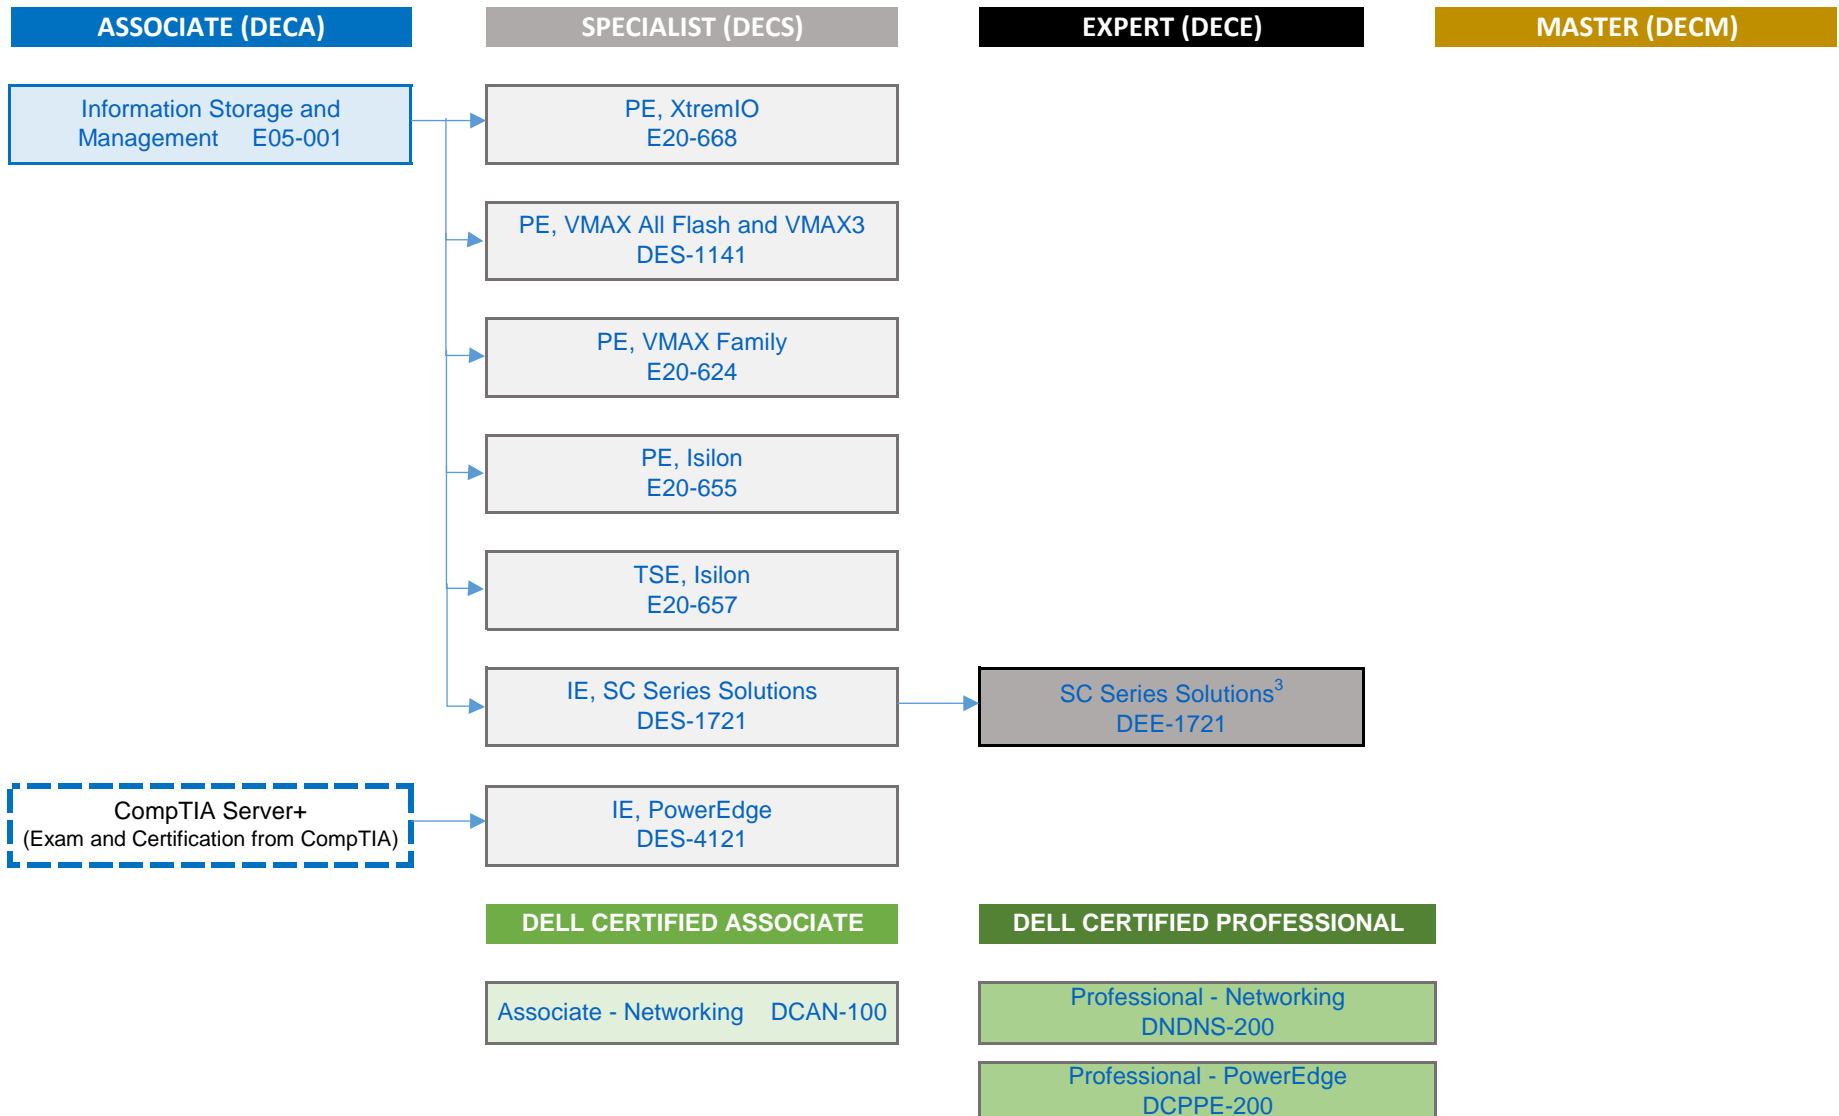 ASSOCIATE (DECA)
SPECIALIST (DECS)
EXPERT (DECE)
MASTER (DECM)
Information Storage and
Management E05-001
PE, XtremIO
E20-668
PE, VMAX All Flash and VMAX3
DES-1141
PE, VMAX Family
E20-624
PE, Isilon
E20-655
TSE, Isilon
E20-657
IE, SC Series Solutions
DES-1721
SC Series Solutions³
DEE-1721
CompTIA Server+
(Exam and Certification from CompTIA)
IE, PowerEdge
DES-4121
DELL CERTIFIED ASSOCIATE
DELL CERTIFIED PROFESSIONAL
Associate - Networking DCAN-100
Professional - Networking
DNDNS-200
Professional - PowerEdge
DCPPE-200